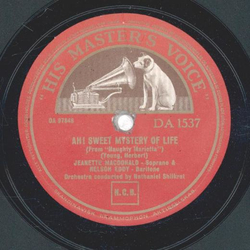 HIS MASTER'S VOICE
DA 1537
AH! SWEET MYSTERY OF LIFE
(From "Naughty Marietta")
(Young, Herbert)
JEANETTE MACDONALD - Soprano &
NELSON EDDY - Baritone
Orchestra conducted by Nathaniel Shilkret
N.C.B.